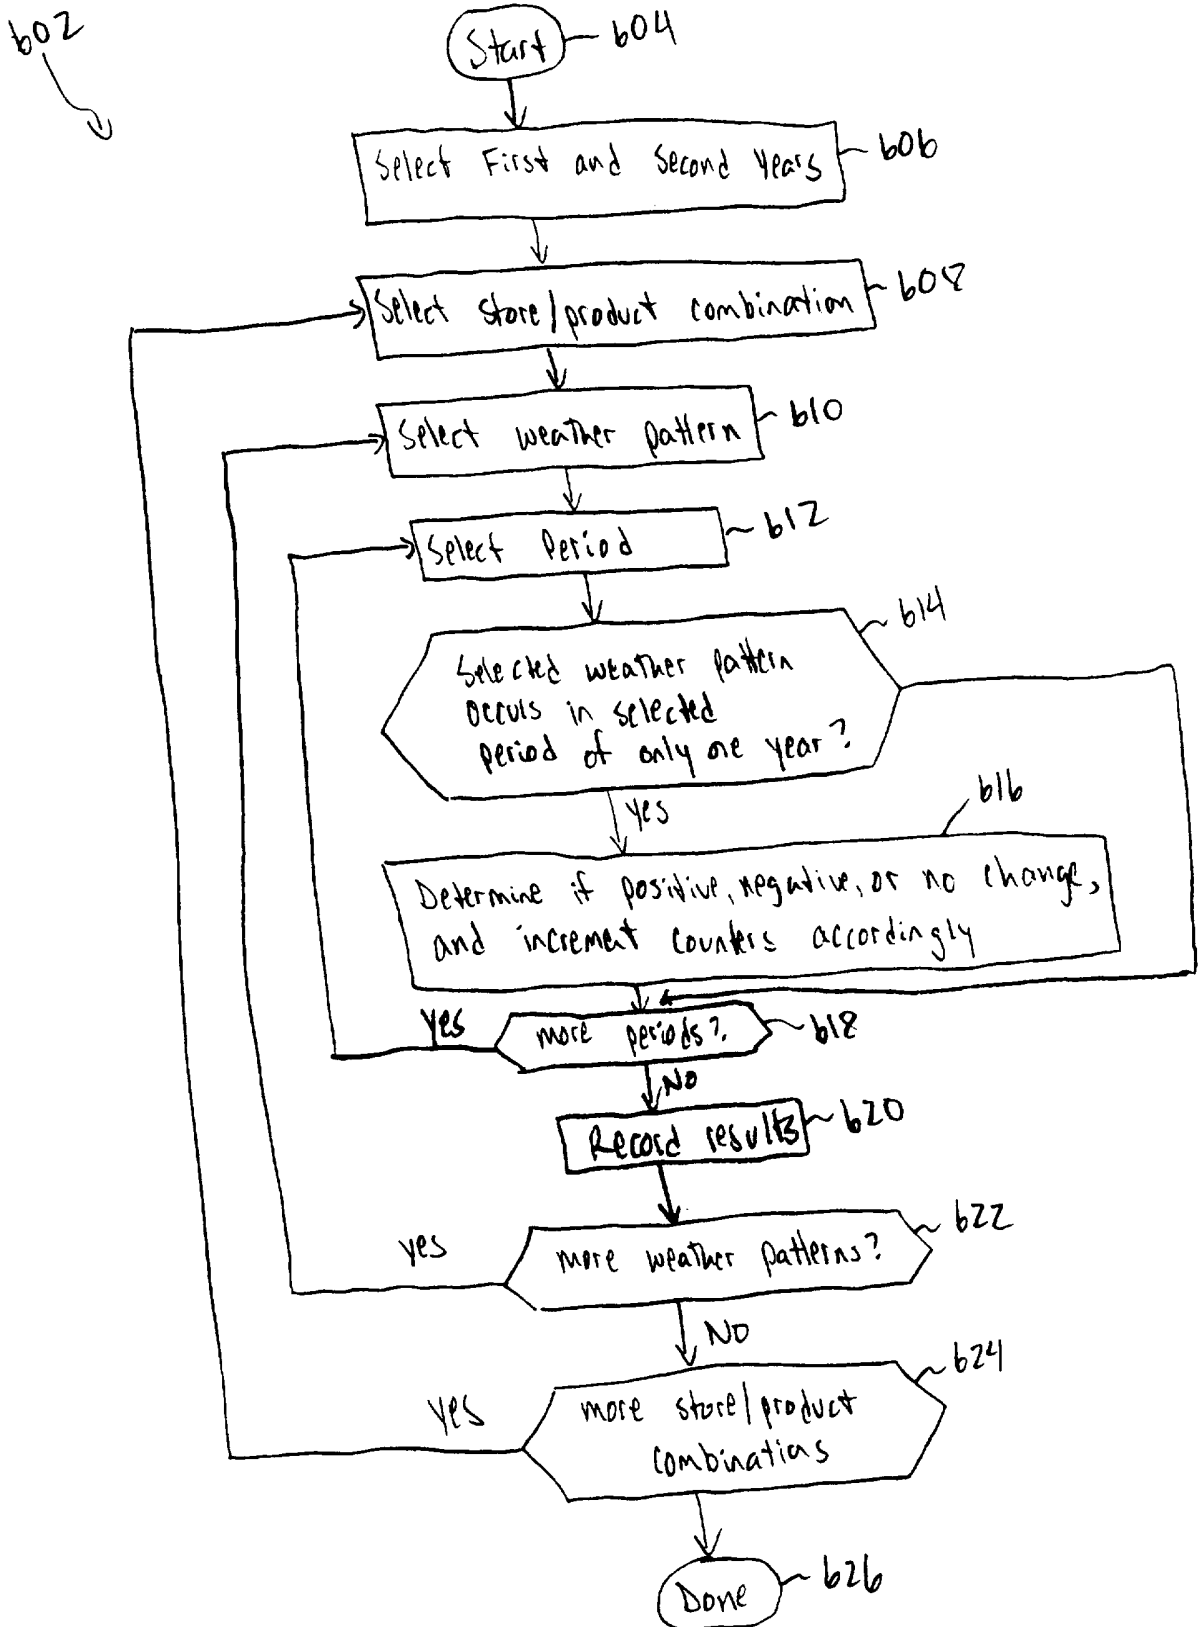 602
Start
604
Select First and Second Years
606
Select store/product combination
608
Select weather pattern
610
Select Period
612
Selected weather pattern
occurs in selected
period of only one year?
614
yes
616
Determine if positive, negative, or no change,
and increment counters accordingly
yes
more periods?
618
NO
Record results
620
yes
more weather patterns?
622
NO
yes
more store/product
combinations
624
Done
626